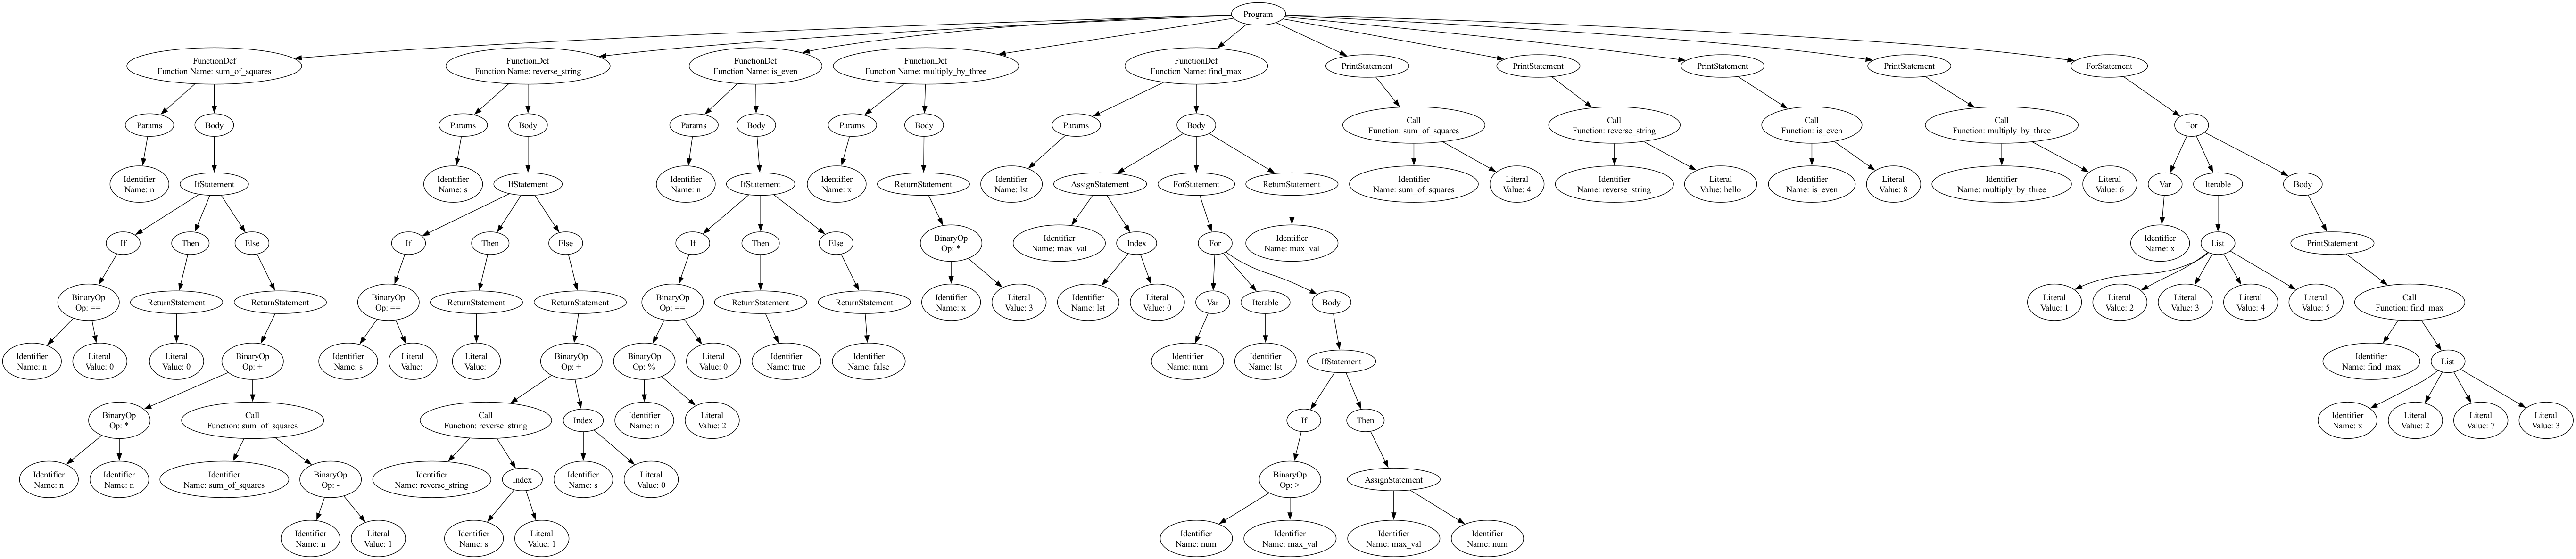 Program
FunctionDef
Function Name: sum_of_squares
FunctionDef
Function Name: reverse_string
FunctionDef
Function Name: is_even
FunctionDef
Function Name: multiply_by_three
FunctionDef
Function Name: find_max
PrintStatement
PrintStatement
PrintStatement
PrintStatement
ForStatement
Params
Body
Params
Body
Params
Body
Params
Body
Params
Body
Call
Function: sum_of_squares
Call
Function: reverse_string
Call
Function: is_even
Call
Function: multiply_by_three
For
Identifier
Name: n
IfStatement
Identifier
Name: s
IfStatement
Identifier
Name: n
IfStatement
Identifier
Name: x
ReturnStatement
Identifier
Name: lst
AssignStatement
ForStatement
ReturnStatement
Identifier
Name: sum_of_squares
Literal
Value: 4
Identifier
Name: reverse_string
Literal
Value: hello
Identifier
Name: is_even
Literal
Value: 8
Identifier
Name: multiply_by_three
Literal
Value: 6
Var
Iterable
Body
If
Then
Else
If
Then
Else
If
Then
Else
BinaryOp
Op: *
Identifier
Name: max_val
Index
For
Identifier
Name: max_val
Identifier
Name: x
List
PrintStatement
BinaryOp
Op: ==
ReturnStatement
ReturnStatement
BinaryOp
Op: ==
ReturnStatement
ReturnStatement
BinaryOp
Op: ==
ReturnStatement
ReturnStatement
Identifier
Name: x
Literal
Value: 3
Identifier
Name: lst
Literal
Value: 0
Var
Iterable
Body
Literal
Value: 1
Literal
Value: 2
Literal
Value: 3
Literal
Value: 4
Literal
Value: 5
Call
Function: find_max
Identifier
Name: n
Literal
Value: 0
Literal
Value: 0
BinaryOp
Op: +
Identifier
Name: s
Literal
Value:
Literal
Value:
BinaryOp
Op: +
BinaryOp
Op: %
Literal
Value: 0
Identifier
Name: true
Identifier
Name: false
Identifier
Name: num
Identifier
Name: lst
IfStatement
Identifier
Name: find_max
List
BinaryOp
Op: *
Call
Function: sum_of_squares
Call
Function: reverse_string
Index
Identifier
Name: n
Literal
Value: 2
If
Then
Identifier
Name: x
Literal
Value: 2
Literal
Value: 7
Literal
Value: 3
Identifier
Name: n
Identifier
Name: n
Identifier
Name: sum_of_squares
BinaryOp
Op: -
Identifier
Name: reverse_string
Index
Identifier
Name: s
Literal
Value: 0
BinaryOp
Op: >
AssignStatement
Identifier
Name: n
Literal
Value: 1
Identifier
Name: s
Literal
Value: 1
Identifier
Name: num
Identifier
Name: max_val
Identifier
Name: max_val
Identifier
Name: num